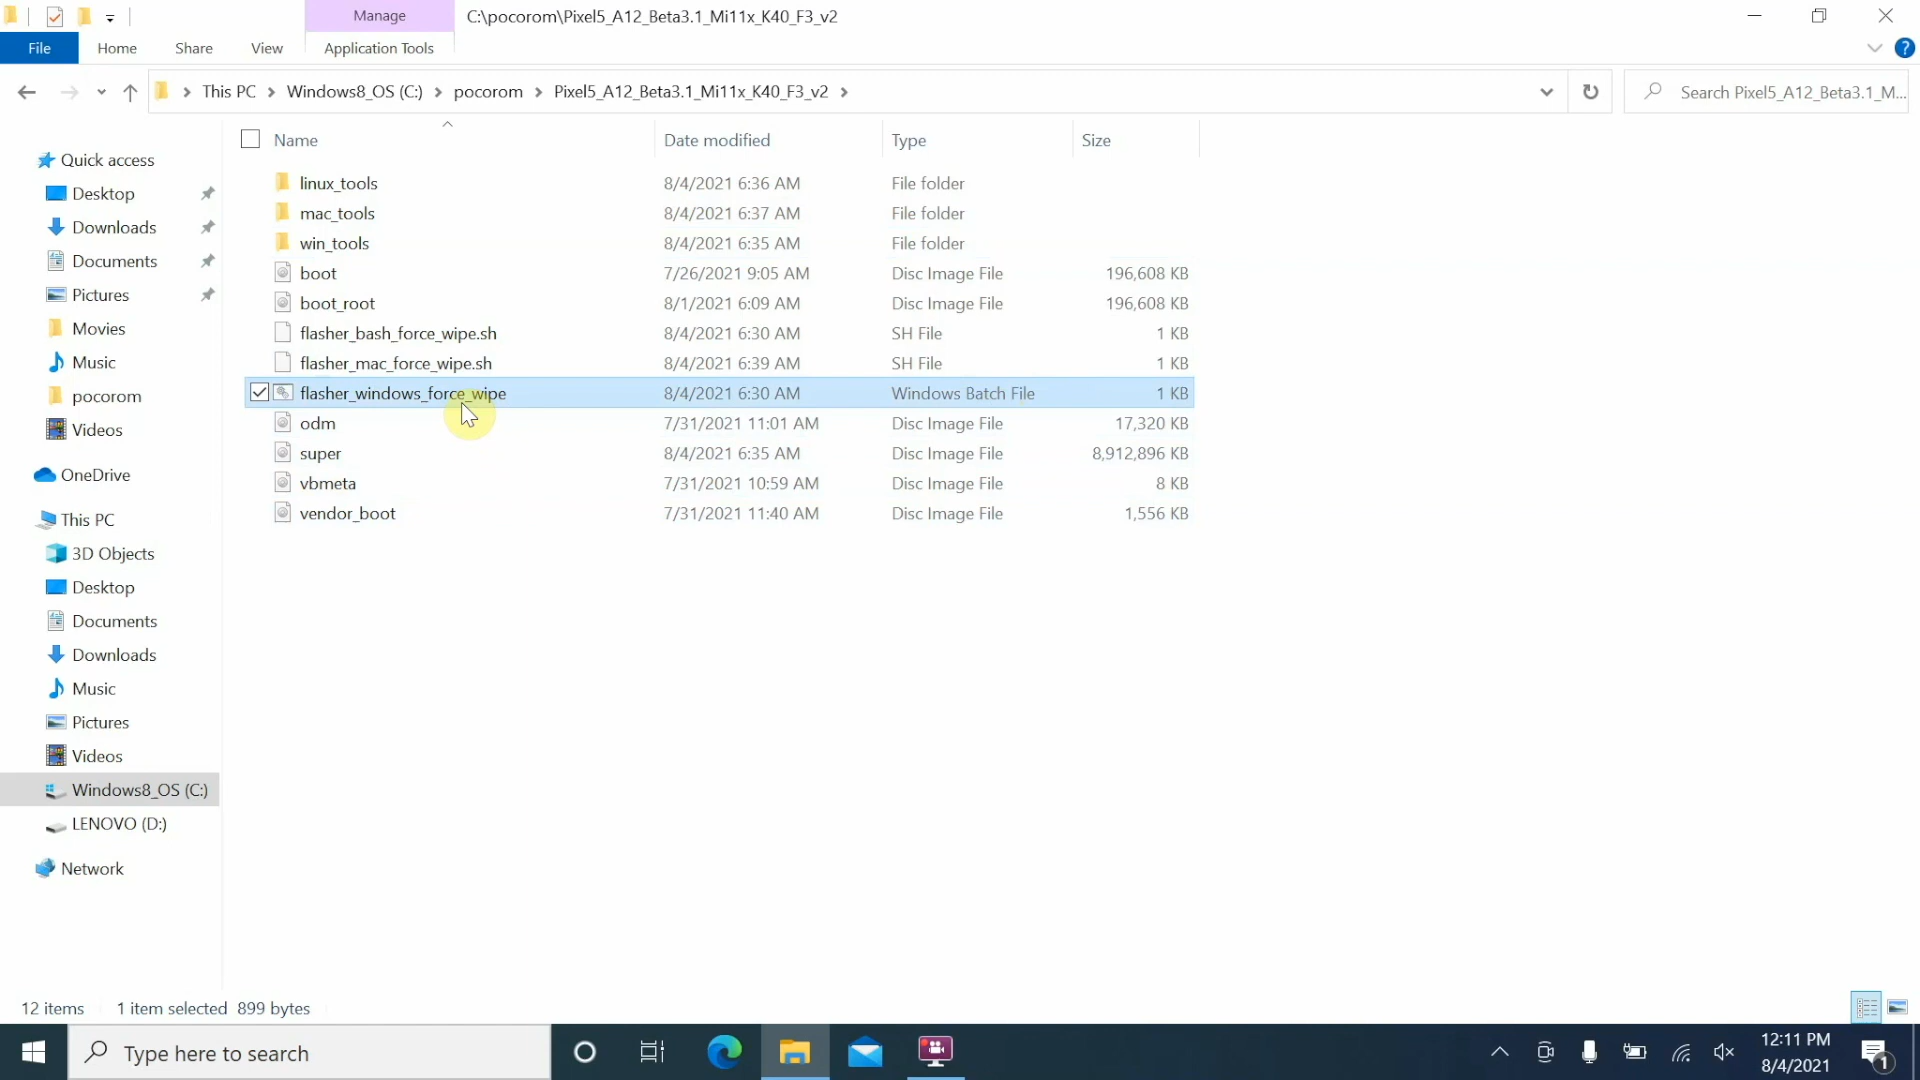 Manage
C:\pocorom\Pixel5_A12_Beta3.1_Mi11x_K40_F3_v2
File
Home
Share
View
Application Tools
This PC
Windows8_OS (C:)
pocorom
Pixel5_A12_Beta3.1_Mi11x_K40_F3_v2
Search Pixel5_A12_Beta3.1_M...
Name
Date modified
Type
Size
linux_tools 8/4/2021 6:36 AM File folder
mac_tools 8/4/2021 6:37 AM File folder
win_tools 8/4/2021 6:35 AM File folder
boot 7/26/2021 9:05 AM Disc Image File 196,608 KB
boot_root 8/1/2021 6:09 AM Disc Image File 196,608 KB
flasher_bash_force_wipe.sh 8/4/2021 6:30 AM SH File 1 KB
flasher_mac_force_wipe.sh 8/4/2021 6:39 AM SH File 1 KB
flasher_windows_force_wipe 8/4/2021 6:30 AM Windows Batch File 1 KB
odm 7/31/2021 11:01 AM Disc Image File 17,320 KB
super 8/4/2021 6:35 AM Disc Image File 8,912,896 KB
vbmeta 7/31/2021 10:59 AM Disc Image File 8 KB
vendor_boot 7/31/2021 11:40 AM Disc Image File 1,556 KB
Quick access
Desktop
Downloads
Documents
Pictures
Movies
Music
pocorom
Videos
OneDrive
This PC
3D Objects
Desktop
Documents
Downloads
Music
Pictures
Videos
Windows8_OS (C:)
LENOVO (D:)
Network
12 items
1 item selected 899 bytes
Type here to search
12:11 PM
8/4/2021
1